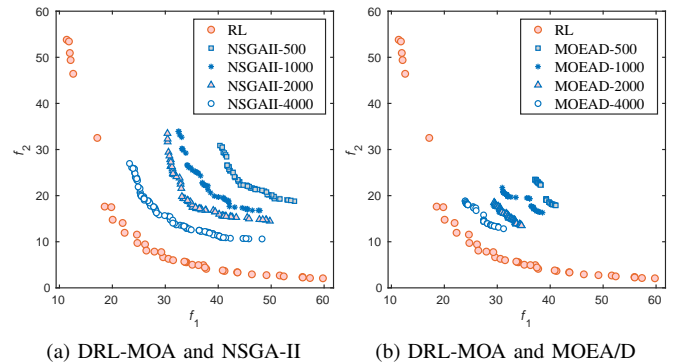 60
50
40
30
20
10
0
f2
10 20 30 40 50 60
f1
RL
NSGAII-500
NSGAII-1000
NSGAII-2000
NSGAII-4000
(a) DRL-MOA and NSGA-II
60
50
40
30
20
10
0
f2
10 20 30 40 50 60
f1
RL
MOEAD-500
MOEAD-1000
MOEAD-2000
MOEAD-4000
(b) DRL-MOA and MOEA/D